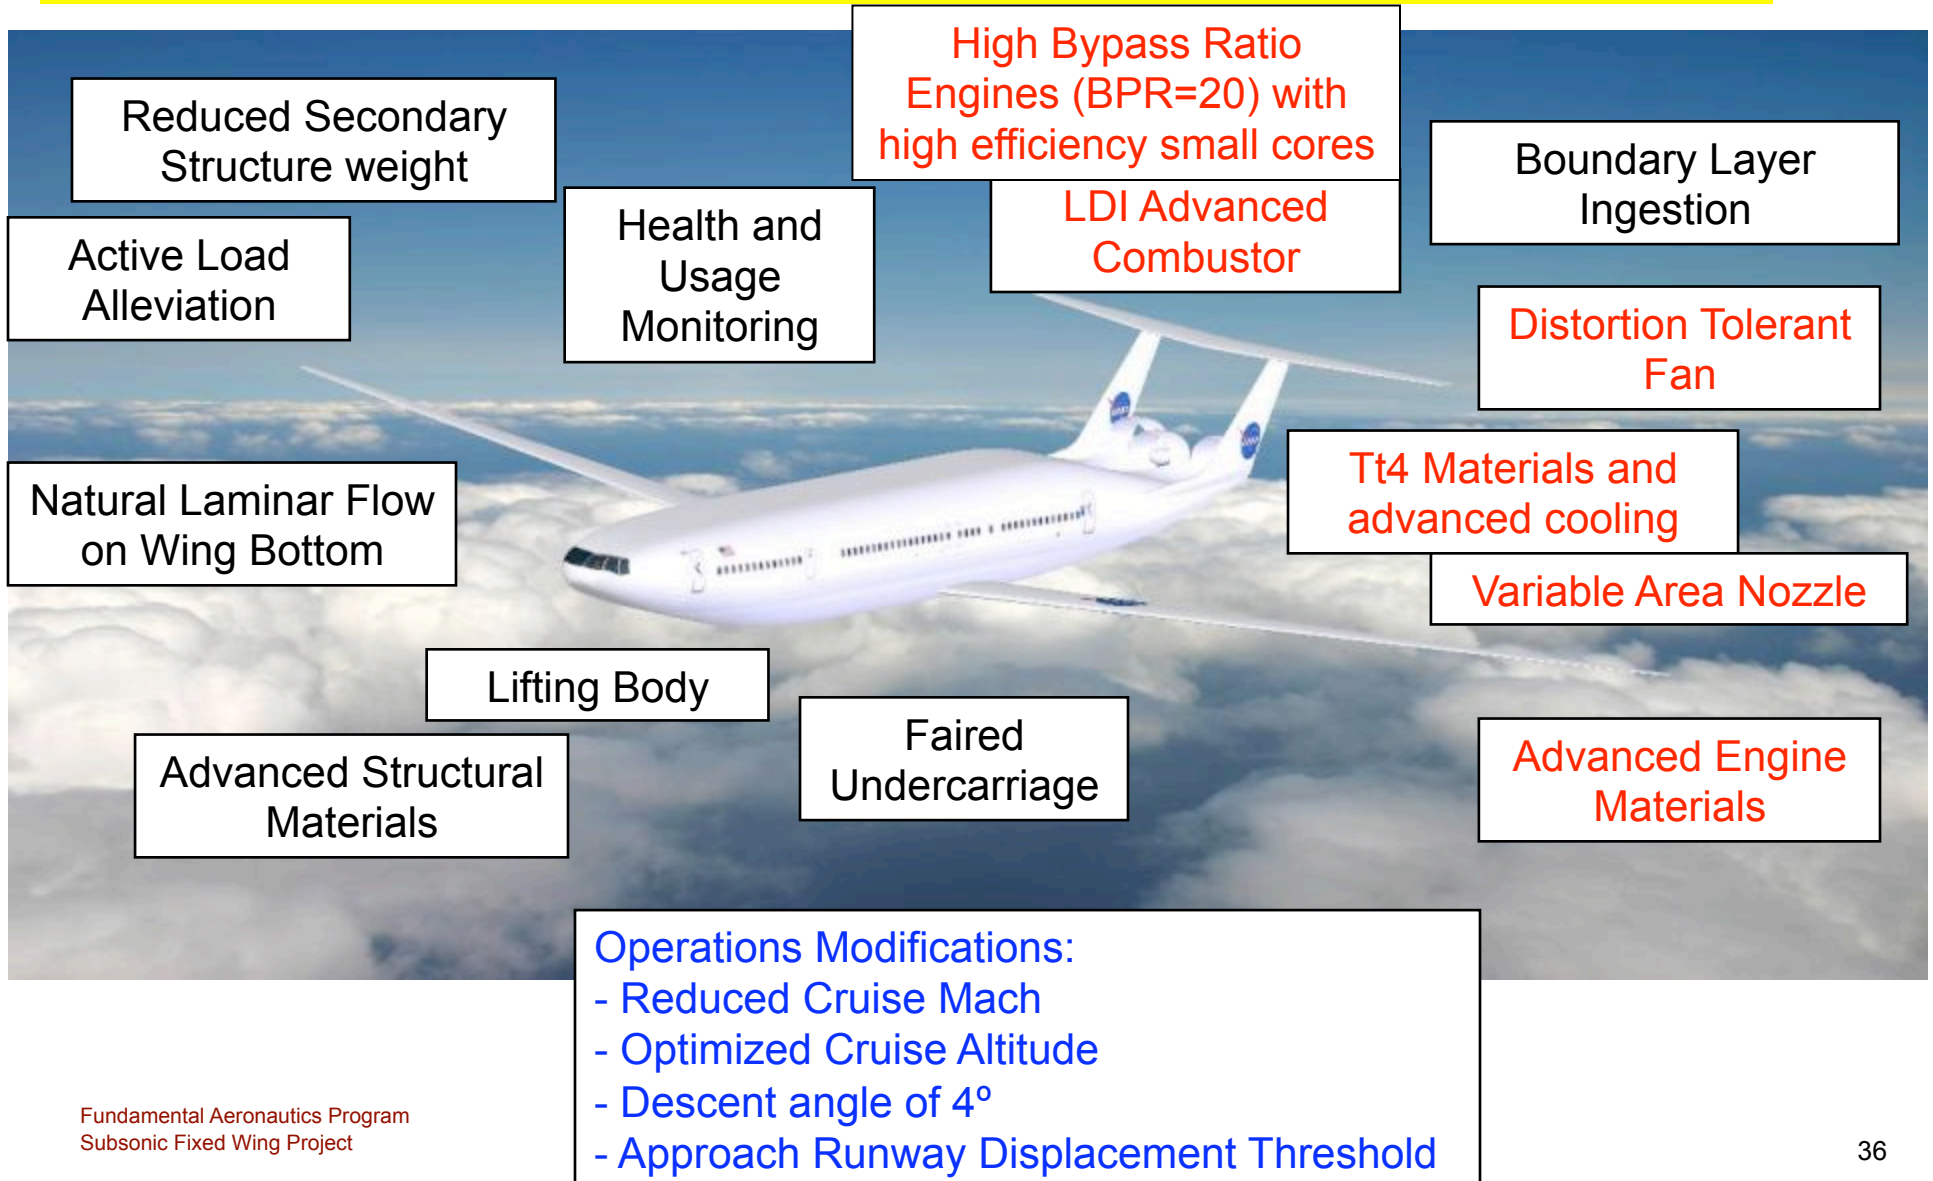 High Bypass Ratio
Engines (BPR=20) with
high efficiency small cores
Reduced Secondary
Structure weight
Boundary Layer
Ingestion
LDI Advanced
Combustor
Health and
Usage
Monitoring
Active Load
Alleviation
Distortion Tolerant
Fan
Tt4 Materials and
advanced cooling
Natural Laminar Flow
on Wing Bottom
Variable Area Nozzle
Lifting Body
Faired
Undercarriage
Advanced Structural
Materials
Advanced Engine
Materials
Operations Modifications:
- Reduced Cruise Mach
- Optimized Cruise Altitude
- Descent angle of 4º
- Approach Runway Displacement Threshold
Fundamental Aeronautics Program
Subsonic Fixed Wing Project
36